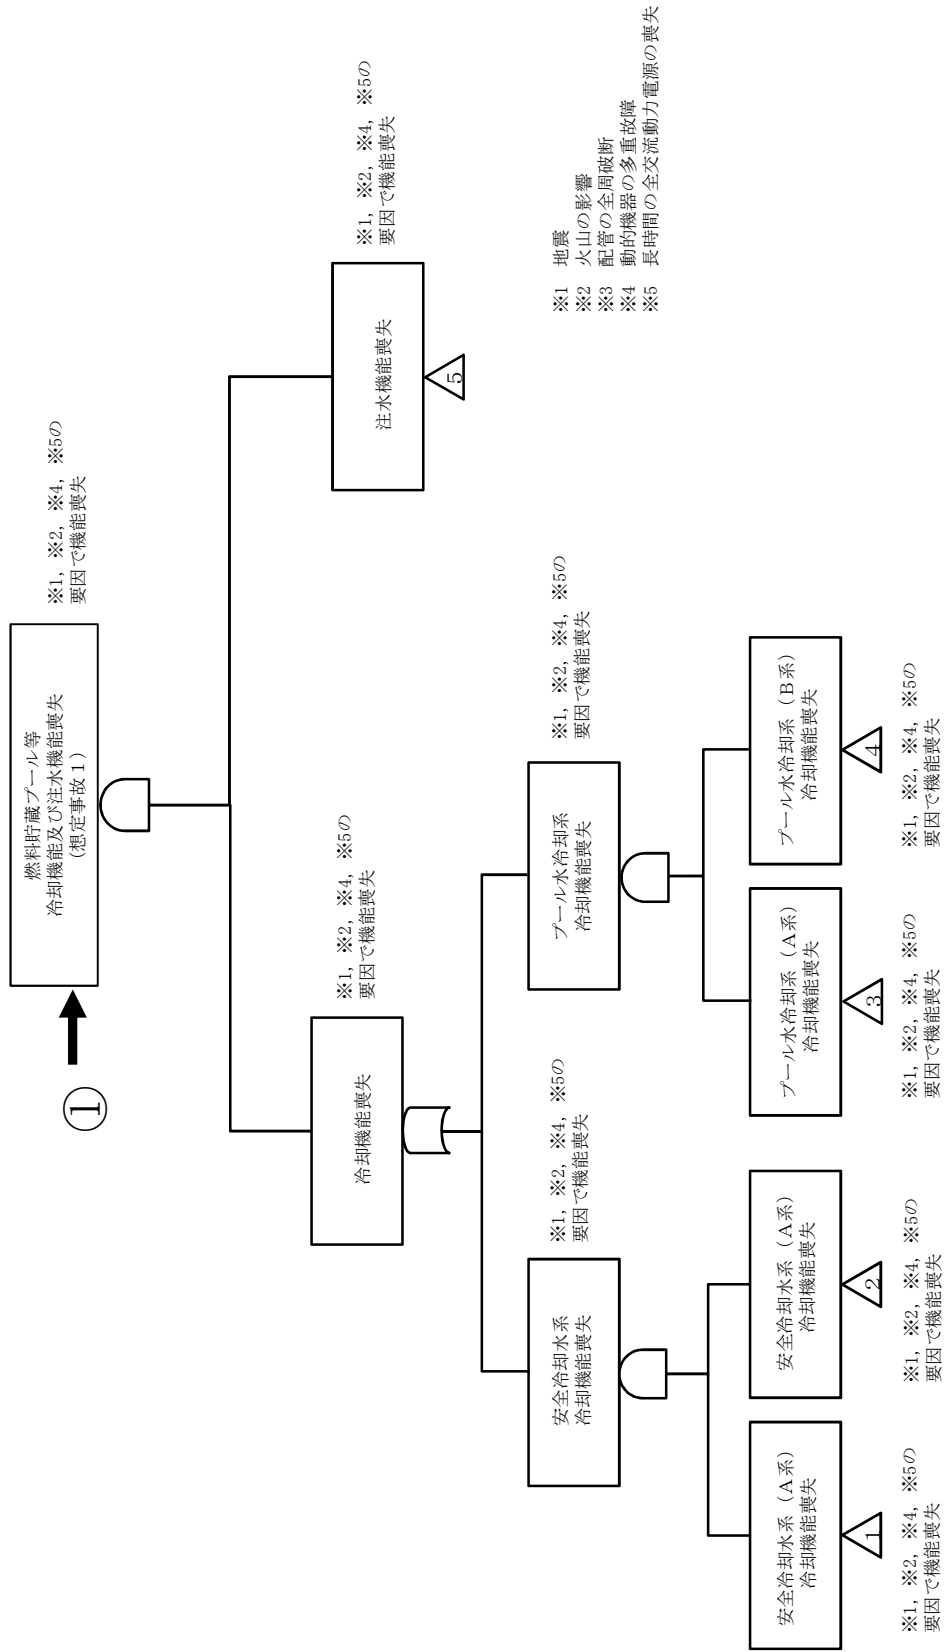 ①
燃料貯蔵プール等
冷却機能及び注水機能喪失
(想定事故1)
※1, ※2, ※4, ※5の
要因で機能喪失
冷却機能喪失
※1, ※2, ※4, ※5の
要因で機能喪失
注水機能喪失
5
※1, ※2, ※4, ※5の
要因で機能喪失
安全冷却水系
冷却機能喪失
※1, ※2, ※4, ※5の
要因で機能喪失
プール水冷却系
冷却機能喪失
※1, ※2, ※4, ※5の
要因で機能喪失
安全冷却水系(A系)
冷却機能喪失
1
※1, ※2, ※4, ※5の
要因で機能喪失
安全冷却水系(A系)
冷却機能喪失
2
※1, ※2, ※4, ※5の
要因で機能喪失
プール水冷却系(A系)
冷却機能喪失
3
※1, ※2, ※4, ※5の
要因で機能喪失
プール水冷却系(B系)
冷却機能喪失
4
※1, ※2, ※4, ※5の
要因で機能喪失
※1 地震
※2 火山の影響
※3 配管の全周破断
※4 動的機器の多重故障
※5 長時間の全交流動力電源の喪失